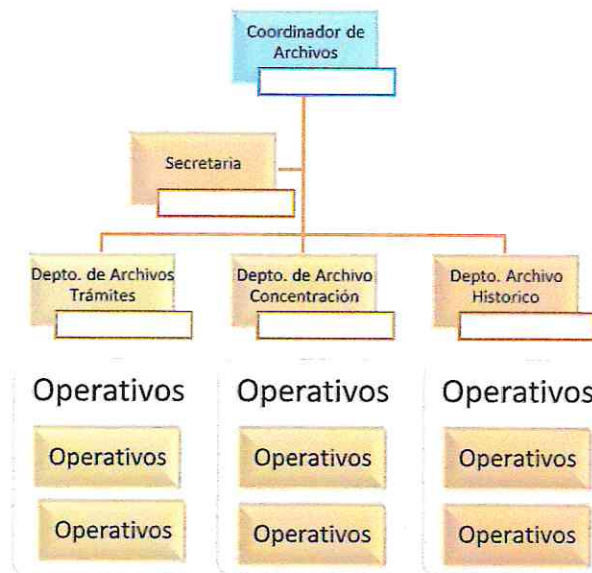 Coordinador de
Archivos
Secretaria
Depto. de Archivos
Trámites
Depto. de Archivo
Concentración
Depto. Archivo
Historico
Operativos
Operativos
Operativos
Operativos
Operativos
Operativos
Operativos
Operativos
Operativos